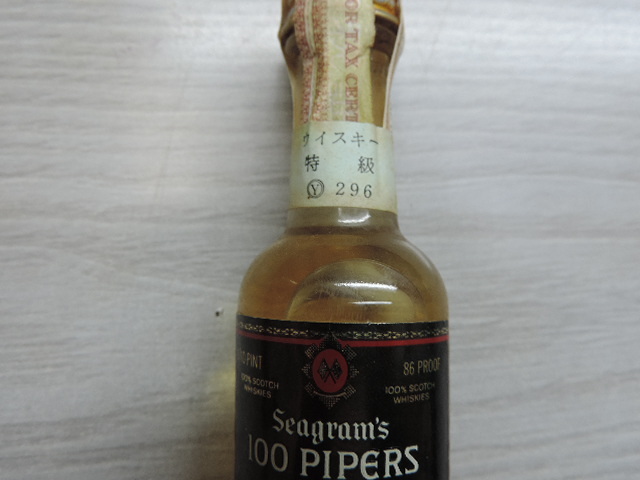 OR TAX CERT
ウイスキー
特級
Ⓨ 296
PINT
86 PROOF
100% SCOTCH
WHISKIES
100% SCOTCH
WHISKIES
Seagram's
100 PIPERS